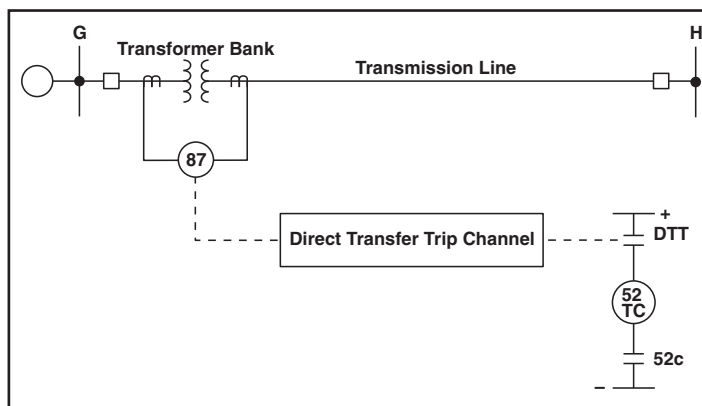 G
H
Transformer Bank
Transmission Line
87
Direct Transfer Trip Channel
+
DTT
52
TC
52c
–